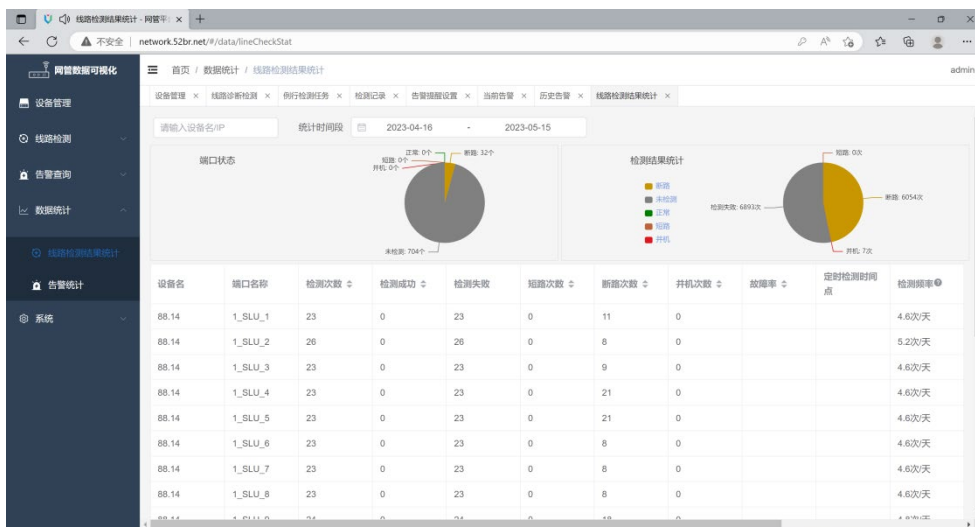 线路检测结果统计 - 网管平台 ×
不安全 network.52br.net/#/data/lineCheckStat
网管数据可视化
首页 / 数据统计 / 线路检测结果统计
admin
设备管理 × 线路诊断检测 × 例行检测任务 × 检测记录 × 告警提醒设置 × 当前告警 × 历史告警 × 线路检测结果统计 ×
设备管理
线路检测
告警查询
数据统计
线路检测结果统计
告警统计
系统
请输入设备名/IP 统计时间段 2023-04-16 - 2023-05-15
端口状态
正常: 0个
短路: 0个
并机: 0个
断路: 32个
未检测: 704个
检测结果统计
断路
未检测
正常
短路
并机
短路: 0次
检测失败: 6893次
断路: 6054次
并机: 7次
设备名 端口名称 检测次数 检测成功 检测失败 短路次数 断路次数 并机次数 故障率 定时检测时间点 检测频率
88.14 1_SLU_1 23 0 23 0 11 0 4.6次/天
88.14 1_SLU_2 26 0 26 0 8 0 5.2次/天
88.14 1_SLU_3 23 0 23 0 9 0 4.6次/天
88.14 1_SLU_4 23 0 23 0 21 0 4.6次/天
88.14 1_SLU_5 23 0 23 0 21 0 4.6次/天
88.14 1_SLU_6 23 0 23 0 8 0 4.6次/天
88.14 1_SLU_7 23 0 23 0 8 0 4.6次/天
88.14 1_SLU_8 23 0 23 0 8 0 4.6次/天